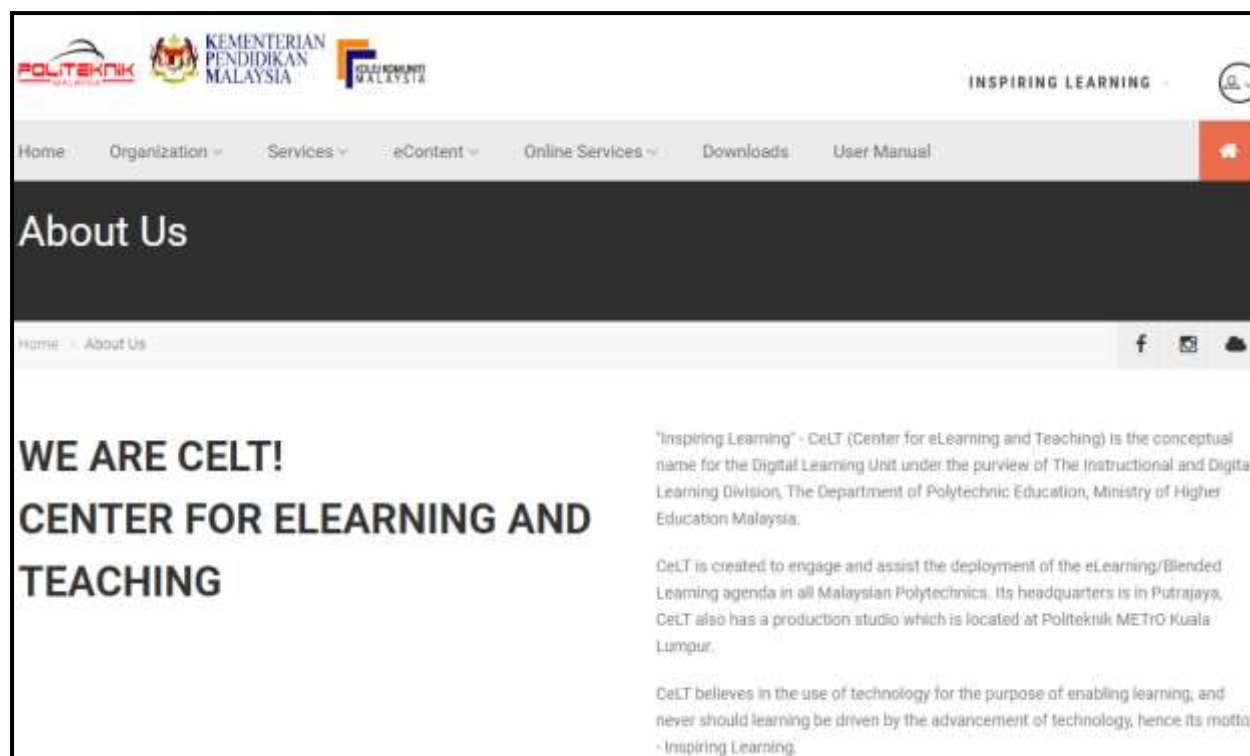 POLITEKNIK
MALAYSIA
KEMENTERIAN
PENDIDIKAN
MALAYSIA
KOLEJ KOMUNITI
MALAYSIA
INSPIRING LEARNING
Home Organization Services eContent Online Services Downloads User Manual
About Us
Home About Us
WE ARE CELT!
CENTER FOR ELEARNING AND
TEACHING
"Inspiring Learning" - CeLT (Center for eLearning and Teaching) is the conceptual
name for the Digital Learning Unit under the purview of The Instructional and Digita
Learning Division, The Department of Polytechnic Education, Ministry of Higher
Education Malaysia.
CeLT is created to engage and assist the deployment of the eLearning/Blended
Learning agenda in all Malaysian Polytechnics. Its headquarters is in Putrajaya,
CeLT also has a production studio which is located at Politeknik METrO Kuala
Lumpur.
CeLT believes in the use of technology for the purpose of enabling learning, and
never should learning be driven by the advancement of technology, hence its motto
- Inspiring Learning.